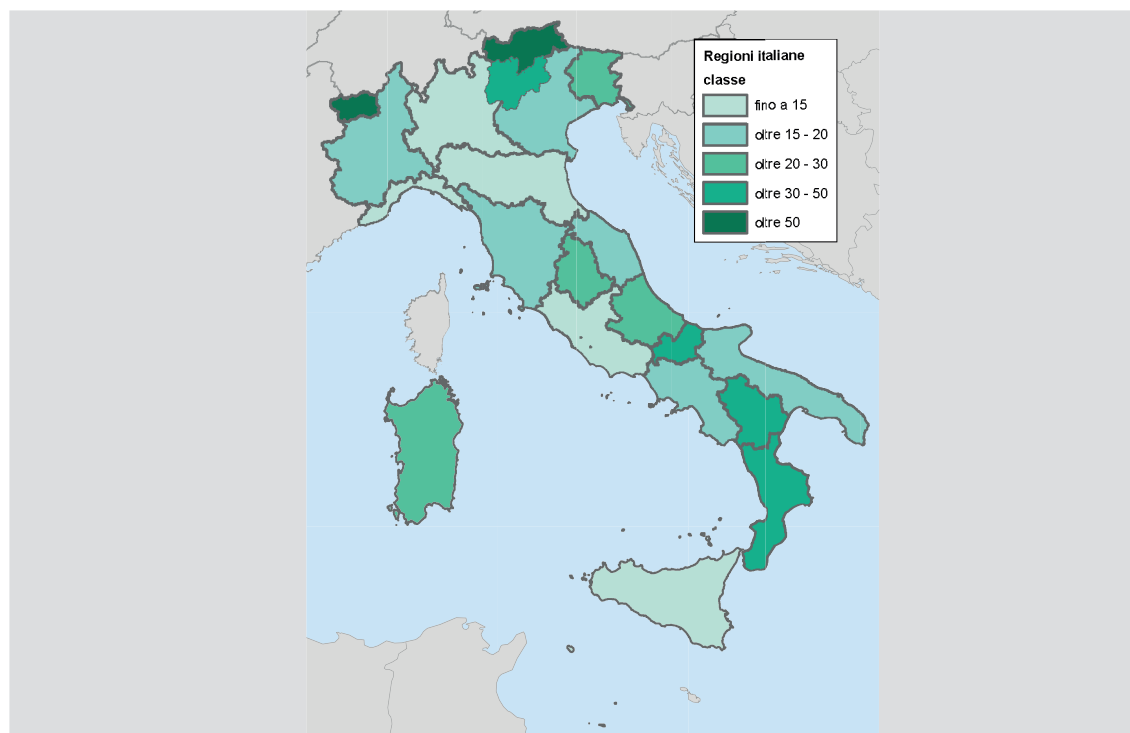 Regioni italiane
classe
fino a 15
oltre 15 - 20
oltre 20 - 30
oltre 30 - 50
oltre 50